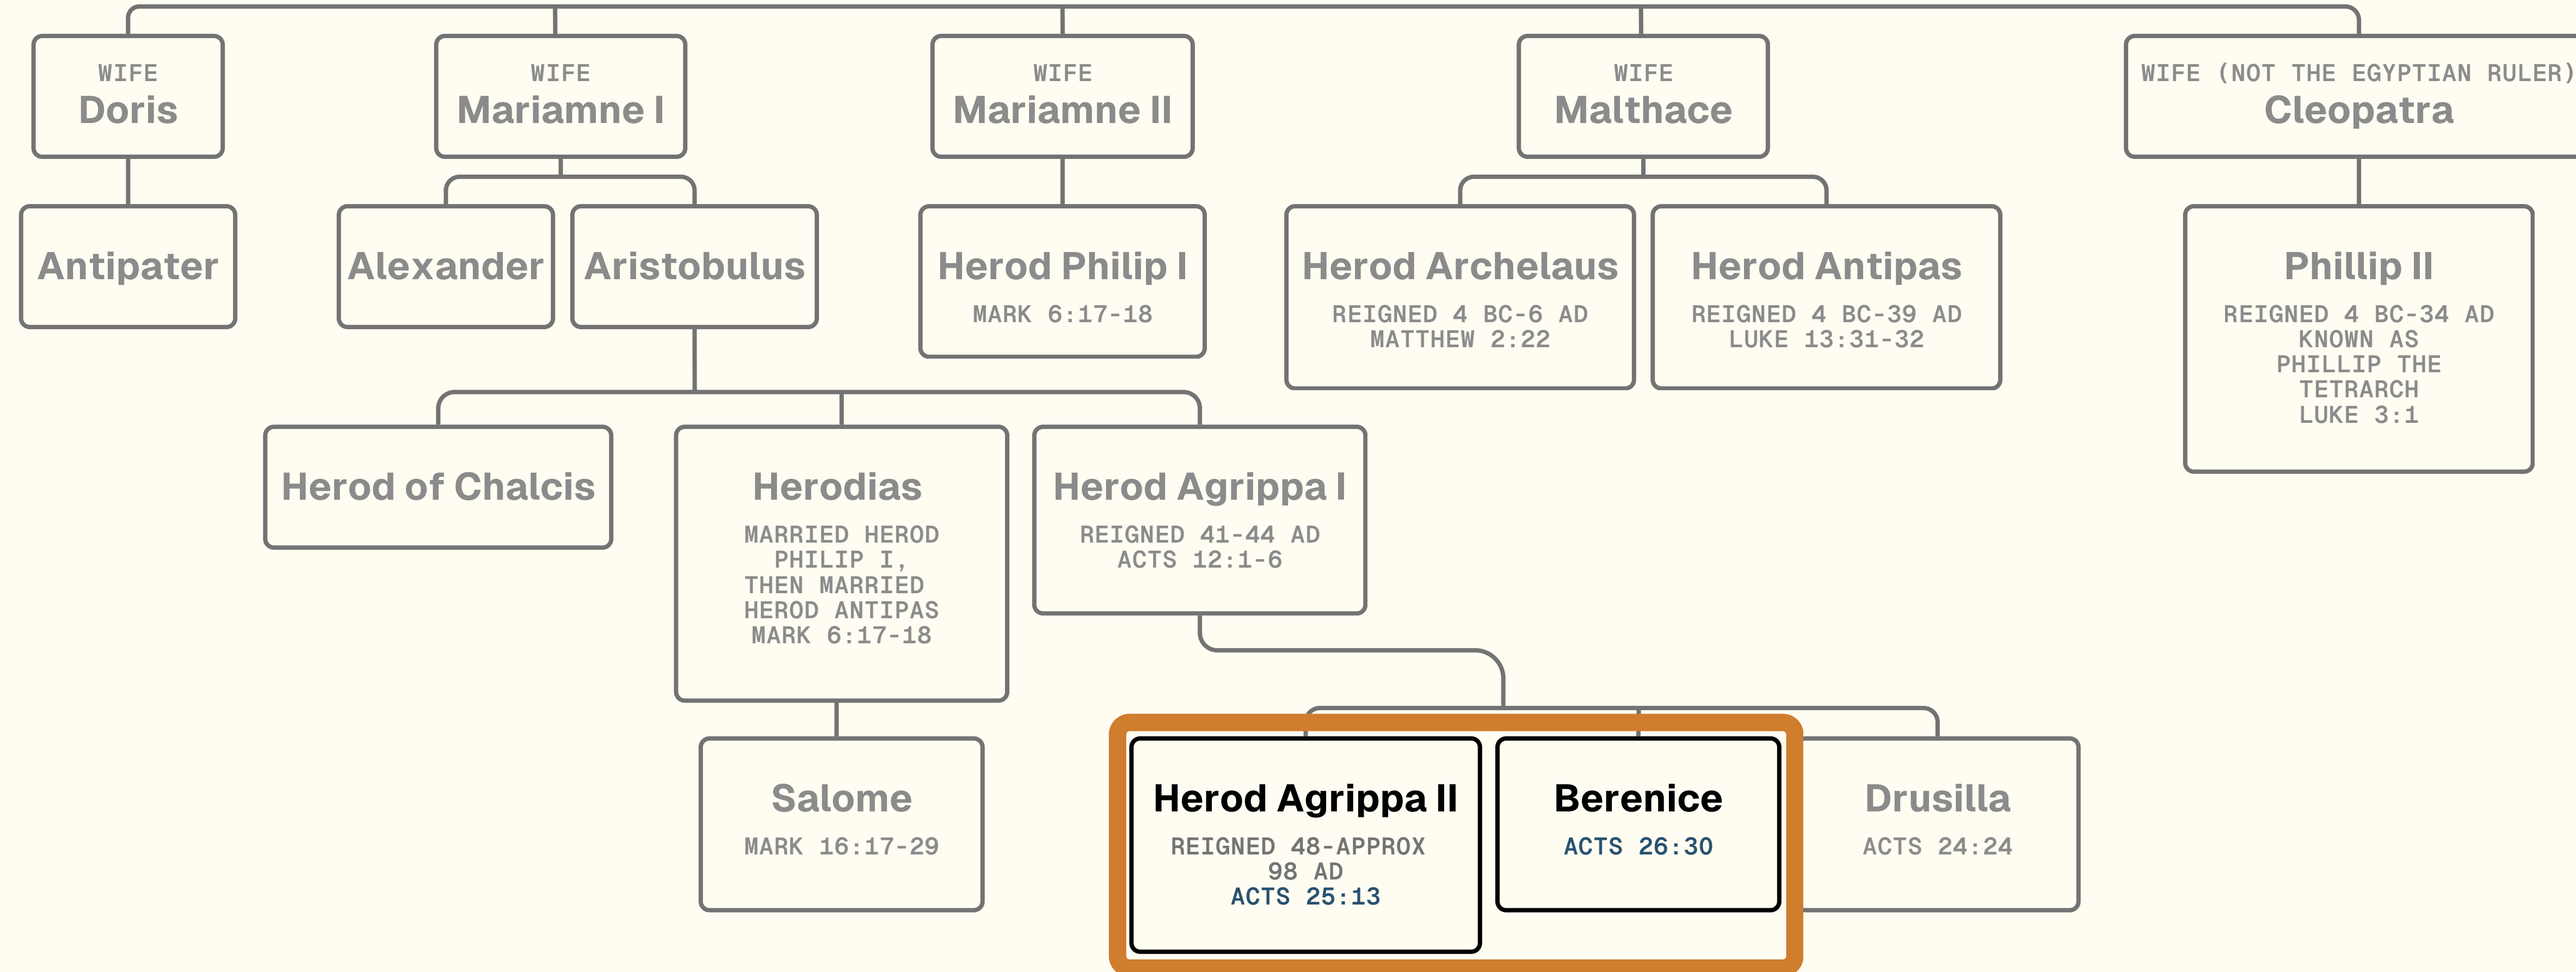 WIFE
Doris
WIFE
Mariamne I
WIFE
Mariamne II
WIFE
Malthace
WIFE (NOT THE EGYPTIAN RULER)
Cleopatra
Antipater
Alexander
Aristobulus
Herod Philip I
MARK 6:17-18
Herod Archelaus
REIGNED 4 BC-6 AD
MATTHEW 2:22
Herod Antipas
REIGNED 4 BC-39 AD
LUKE 13:31-32
Phillip II
REIGNED 4 BC-34 AD
KNOWN AS
PHILLIP THE
TETRARCH
LUKE 3:1
Herod of Chalcis
Herodias
MARRIED HEROD
PHILIP I,
THEN MARRIED
HEROD ANTIPAS
MARK 6:17-18
Herod Agrippa I
REIGNED 41-44 AD
ACTS 12:1-6
Salome
MARK 16:17-29
Herod Agrippa II
REIGNED 48-APPROX
98 AD
ACTS 25:13
Berenice
ACTS 26:30
Drusilla
ACTS 24:24